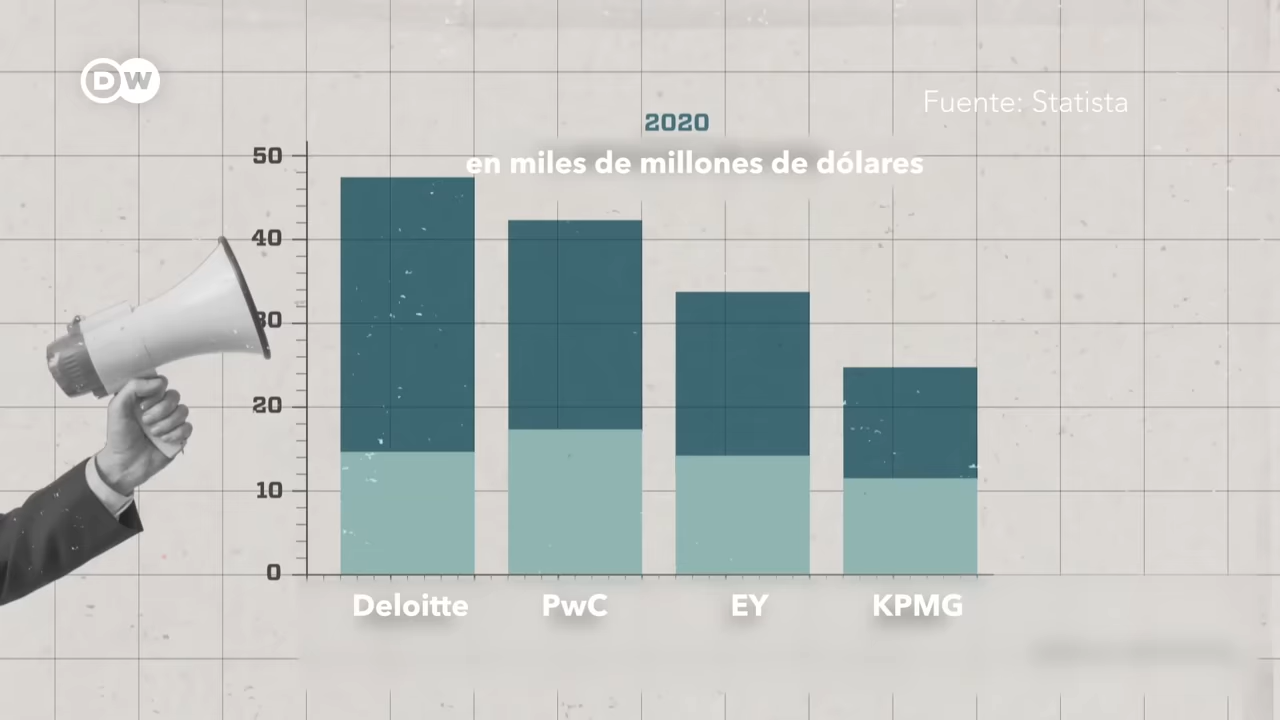 DW
Fuente: Statista
2020
en miles de millones de dólares
50
40
30
20
10
0
Deloitte
PwC
EY
KPMG